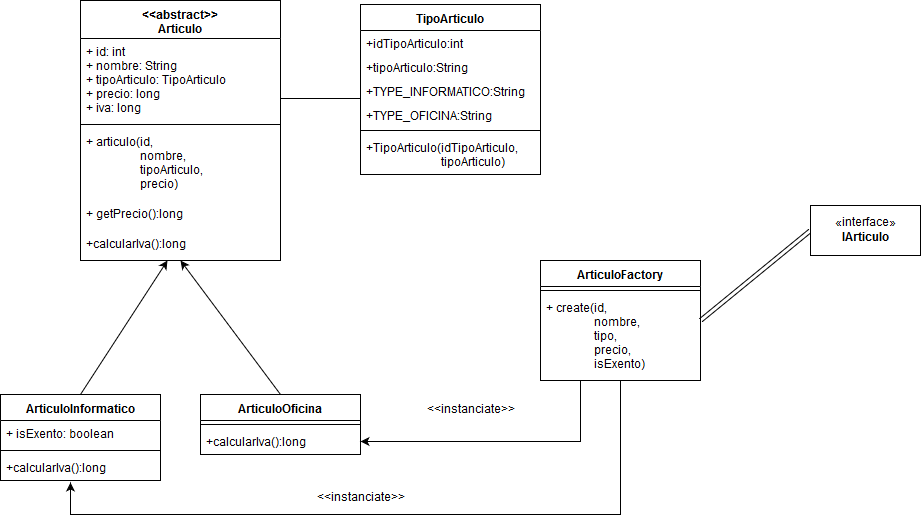 <<abstract>>
Articulo
+ id: int
+ nombre: String
+ tipoArticulo: TipoArticulo
+ precio: long
+ iva: long
+ articulo(id,
nombre,
tipoArticulo,
precio)
+ getPrecio():long
+calcularIva():long
TipoArticulo
+idTipoArticulo:int
+tipoArticulo:String
+TYPE_INFORMATICO:String
+TYPE_OFICINA:String
+TipoArticulo(idTipoArticulo,
tipoArticulo)
«interface»
IArticulo
ArticuloFactory
+ create(id,
nombre,
tipo,
precio,
isExento)
ArticuloInformatico
+ isExento: boolean
+calcularIva():long
ArticuloOficina
+calcularIva():long
<<instanciate>>
<<instanciate>>